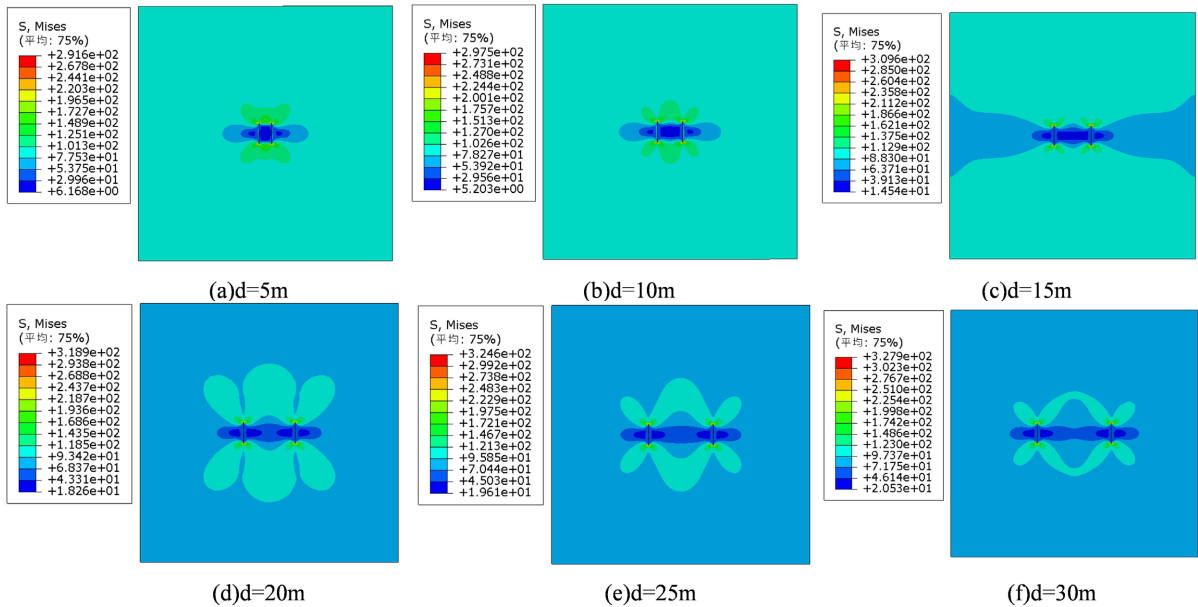 S, Mises
(平均: 75%)
+2.916e+02
+2.678e+02
+2.441e+02
+2.203e+02
+1.965e+02
+1.727e+02
+1.489e+02
+1.251e+02
+1.013e+02
+7.753e+01
+5.375e+01
+2.996e+01
+6.168e+00
(a)d=5m
S, Mises
(平均: 75%)
+2.975e+02
+2.731e+02
+2.488e+02
+2.244e+02
+2.001e+02
+1.757e+02
+1.513e+02
+1.270e+02
+1.026e+02
+7.827e+01
+5.392e+01
+2.956e+01
+5.203e+00
(b)d=10m
S, Mises
(平均: 75%)
+3.096e+02
+2.850e+02
+2.604e+02
+2.358e+02
+2.112e+02
+1.866e+02
+1.621e+02
+1.375e+02
+1.129e+02
+8.830e+01
+6.371e+01
+3.913e+01
+1.454e+01
(c)d=15m
S, Mises
(平均: 75%)
+3.189e+02
+2.938e+02
+2.688e+02
+2.437e+02
+2.187e+02
+1.936e+02
+1.686e+02
+1.435e+02
+1.185e+02
+9.342e+01
+6.837e+01
+4.331e+01
+1.826e+01
(d)d=20m
S, Mises
(平均: 75%)
+3.246e+02
+2.992e+02
+2.738e+02
+2.483e+02
+2.229e+02
+1.975e+02
+1.721e+02
+1.467e+02
+1.213e+02
+9.585e+01
+7.044e+01
+4.503e+01
+1.961e+01
(e)d=25m
S, Mises
(平均: 75%)
+3.279e+02
+3.023e+02
+2.767e+02
+2.510e+02
+2.254e+02
+1.998e+02
+1.742e+02
+1.486e+02
+1.230e+02
+9.737e+01
+7.175e+01
+4.614e+01
+2.053e+01
(f)d=30m